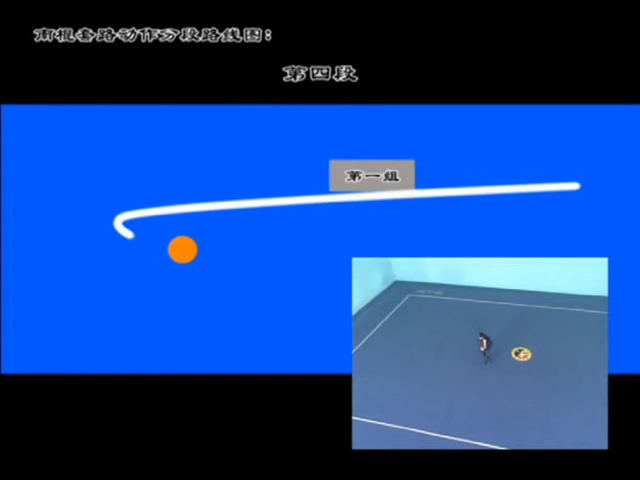 南棍套路动作分段路线图：
第四段
第一组